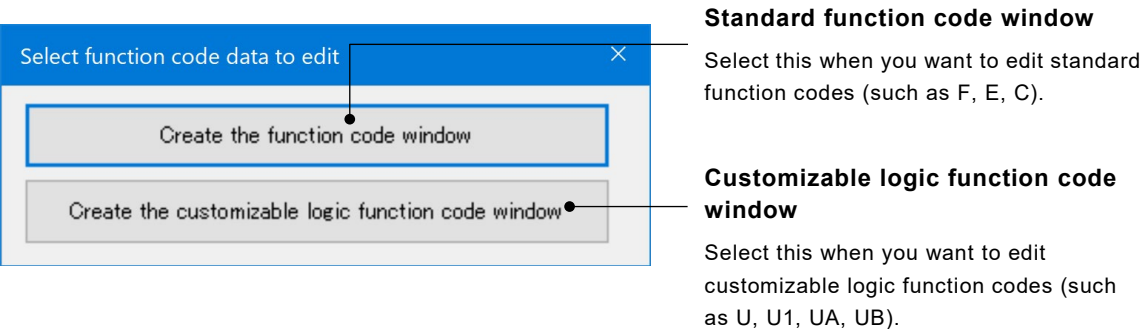 Select function code data to edit
Create the function code window
Create the customizable logic function code window
Standard function code window
Select this when you want to edit standard
function codes (such as F, E, C).
Customizable logic function code
window
Select this when you want to edit
customizable logic function codes (such
as U, U1, UA, UB).